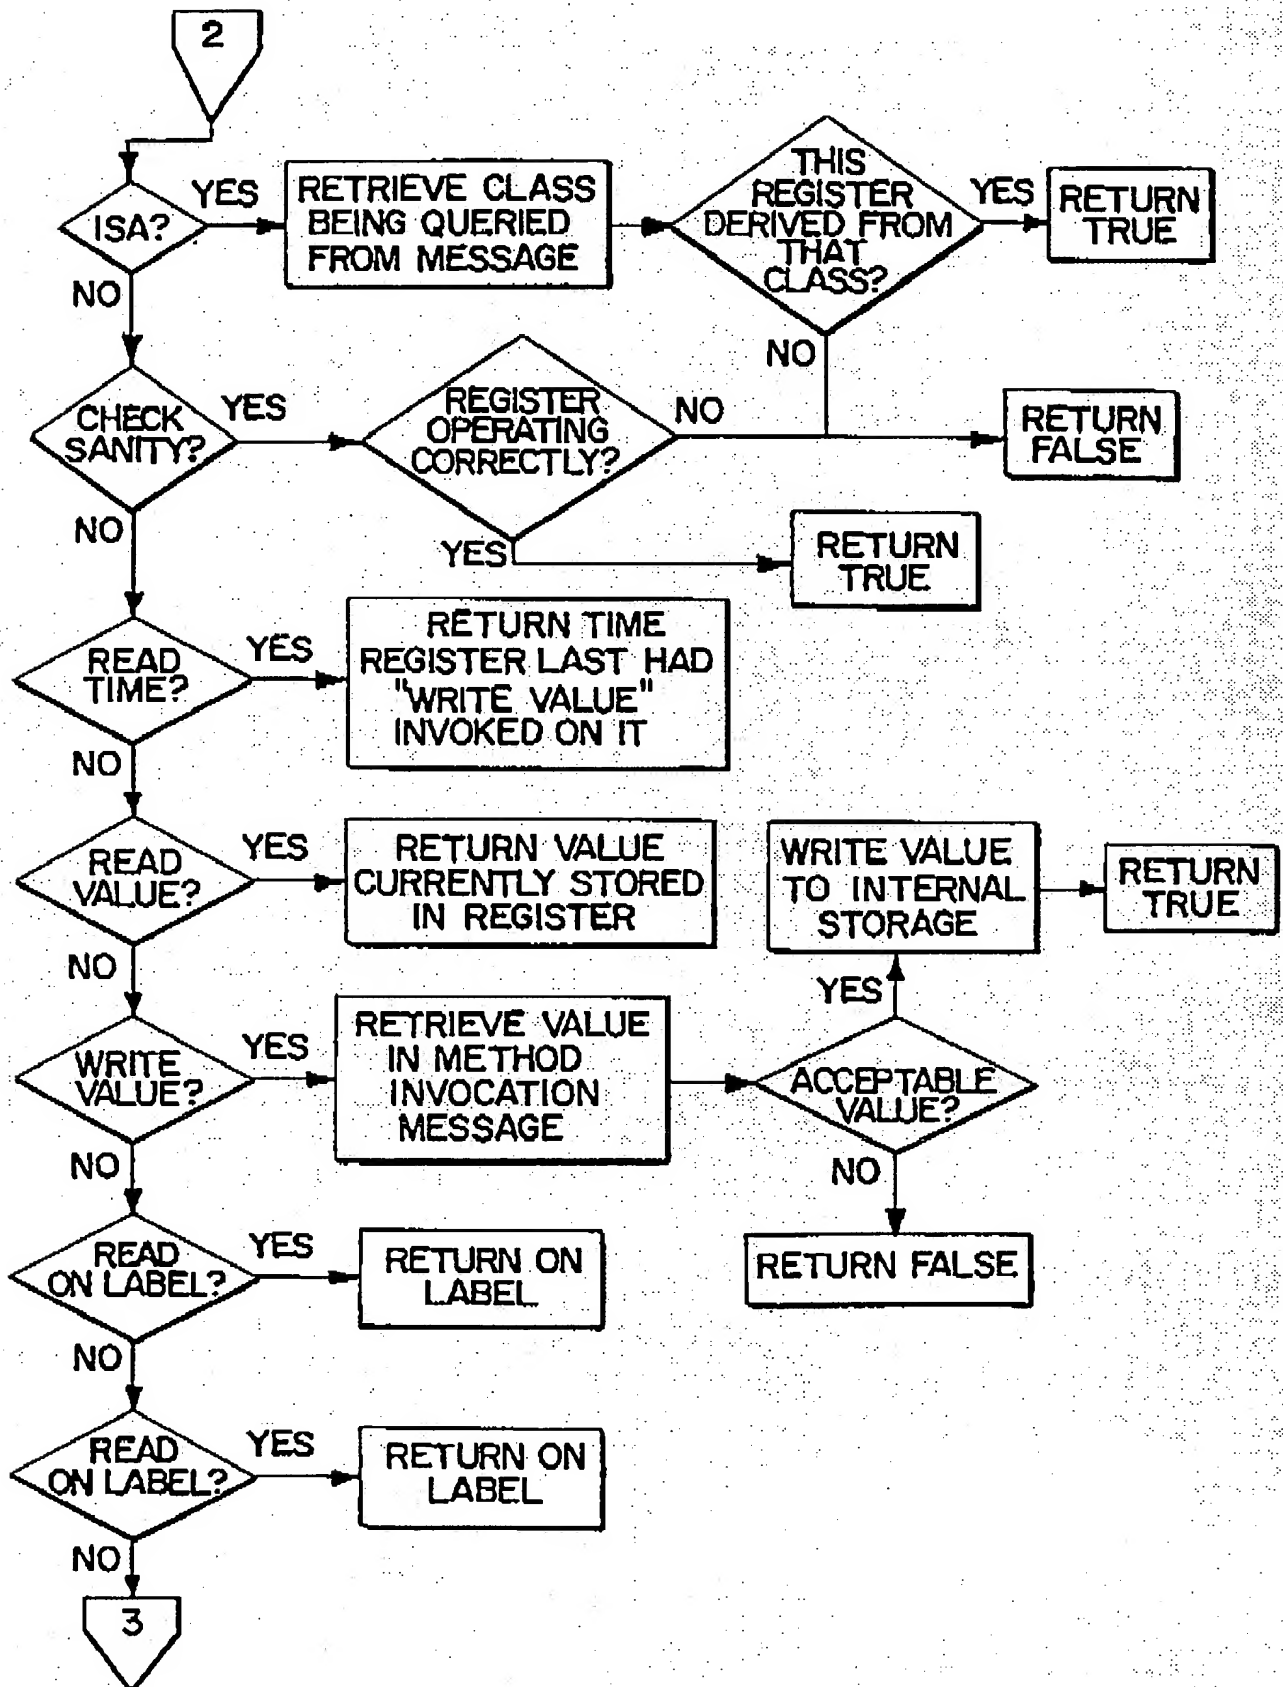 2
ISA?
YES
RETRIEVE CLASS
BEING QUERIED
FROM MESSAGE
THIS
REGISTER
DERIVED FROM
THAT
CLASS?
YES
RETURN
TRUE
NO
NO
CHECK
SANITY?
YES
REGISTER
OPERATING
CORRECTLY?
NO
RETURN
FALSE
YES
RETURN
TRUE
NO
READ
TIME?
YES
RETURN TIME
REGISTER LAST HAD
"WRITE VALUE"
INVOKED ON IT
NO
READ
VALUE?
YES
RETURN VALUE
CURRENTLY STORED
IN REGISTER
WRITE VALUE
TO INTERNAL
STORAGE
RETURN
TRUE
NO
YES
WRITE
VALUE?
YES
RETRIEVE VALUE
IN METHOD
INVOCATION
MESSAGE
ACCEPTABLE
VALUE?
NO
NO
RETURN FALSE
READ
ON LABEL?
YES
RETURN ON
LABEL
NO
READ
ON LABEL?
YES
RETURN ON
LABEL
NO
3